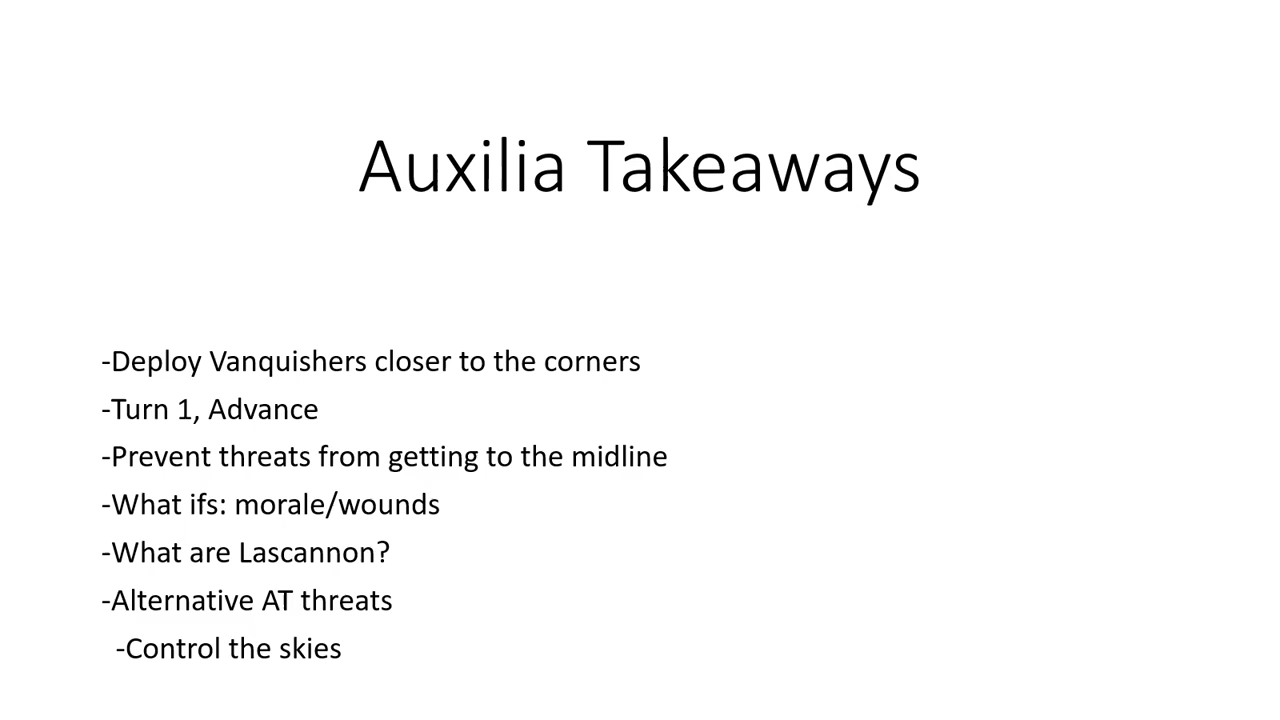 Auxilia Takeaways
-Deploy Vanquishers closer to the corners
-Turn 1, Advance
-Prevent threats from getting to the midline
-What ifs: morale/wounds
-What are Lascannon?
-Alternative AT threats
-Control the skies